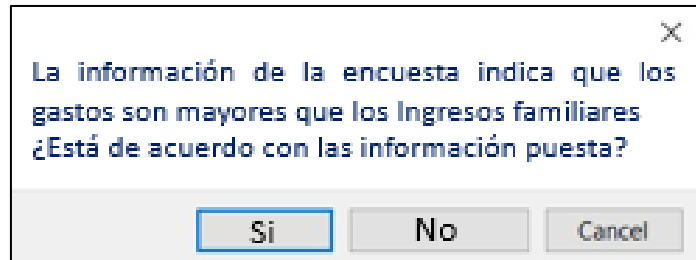 La información de la encuesta indica que los
gastos son mayores que los Ingresos familiares
¿Está de acuerdo con las información puesta?
Si No Cancel